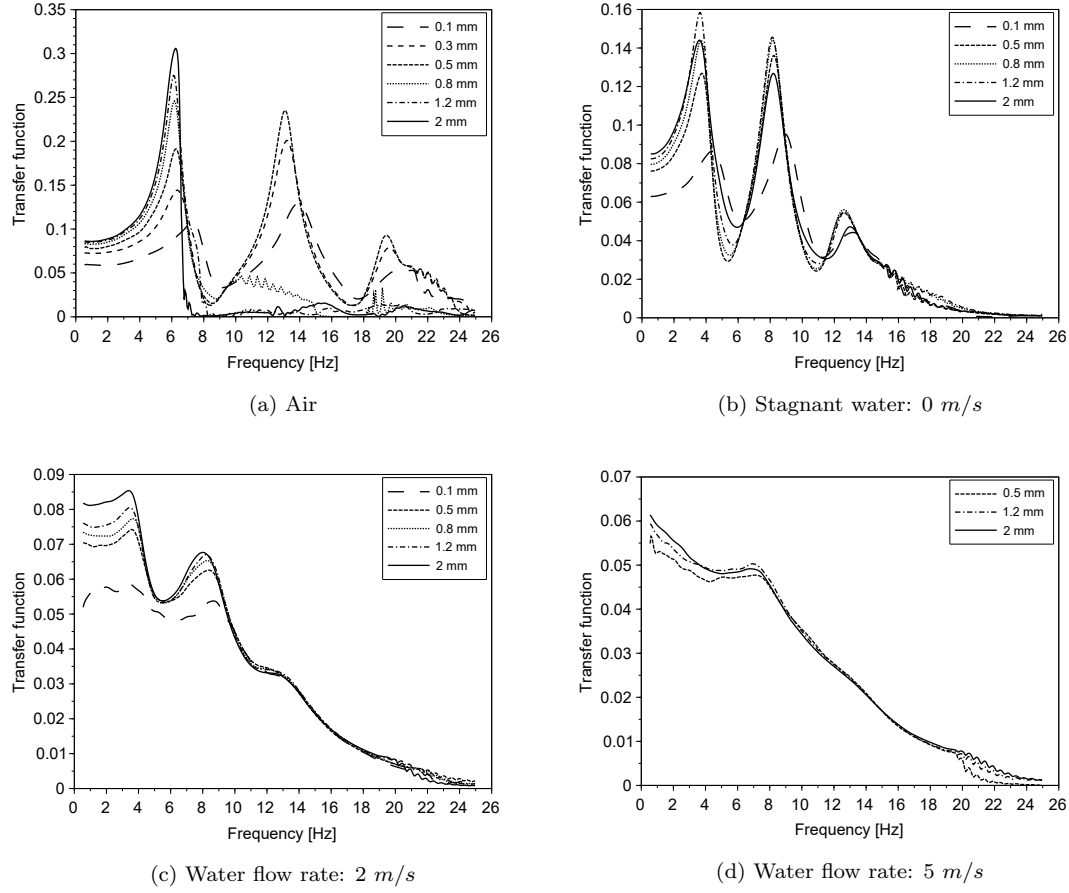 0.35
0.3
0.25
0.2
0.15
0.1
0.05
0
Transfer function
0.1 mm
0.3 mm
0.5 mm
0.8 mm
1.2 mm
2 mm
0 2 4 6 8 10 12 14 16 18 20 22 24 26
Frequency [Hz]
(a) Air
0.16
0.14
0.12
0.1
0.08
0.06
0.04
0.02
0
Transfer function
0.1 mm
0.5 mm
0.8 mm
1.2 mm
2 mm
0 2 4 6 8 10 12 14 16 18 20 22 24 26
Frequency [Hz]
(b) Stagnant water: 0 m/s
0.09
0.08
0.07
0.06
0.05
0.04
0.03
0.02
0.01
0
Transfer function
0.1 mm
0.5 mm
0.8 mm
1.2 mm
2 mm
0 2 4 6 8 10 12 14 16 18 20 22 24 26
Frequency [Hz]
(c) Water flow rate: 2 m/s
0.07
0.06
0.05
0.04
0.03
0.02
0.01
0
Transfer function
0.5 mm
1.2 mm
2 mm
0 2 4 6 8 10 12 14 16 18 20 22 24 26
Frequency [Hz]
(d) Water flow rate: 5 m/s